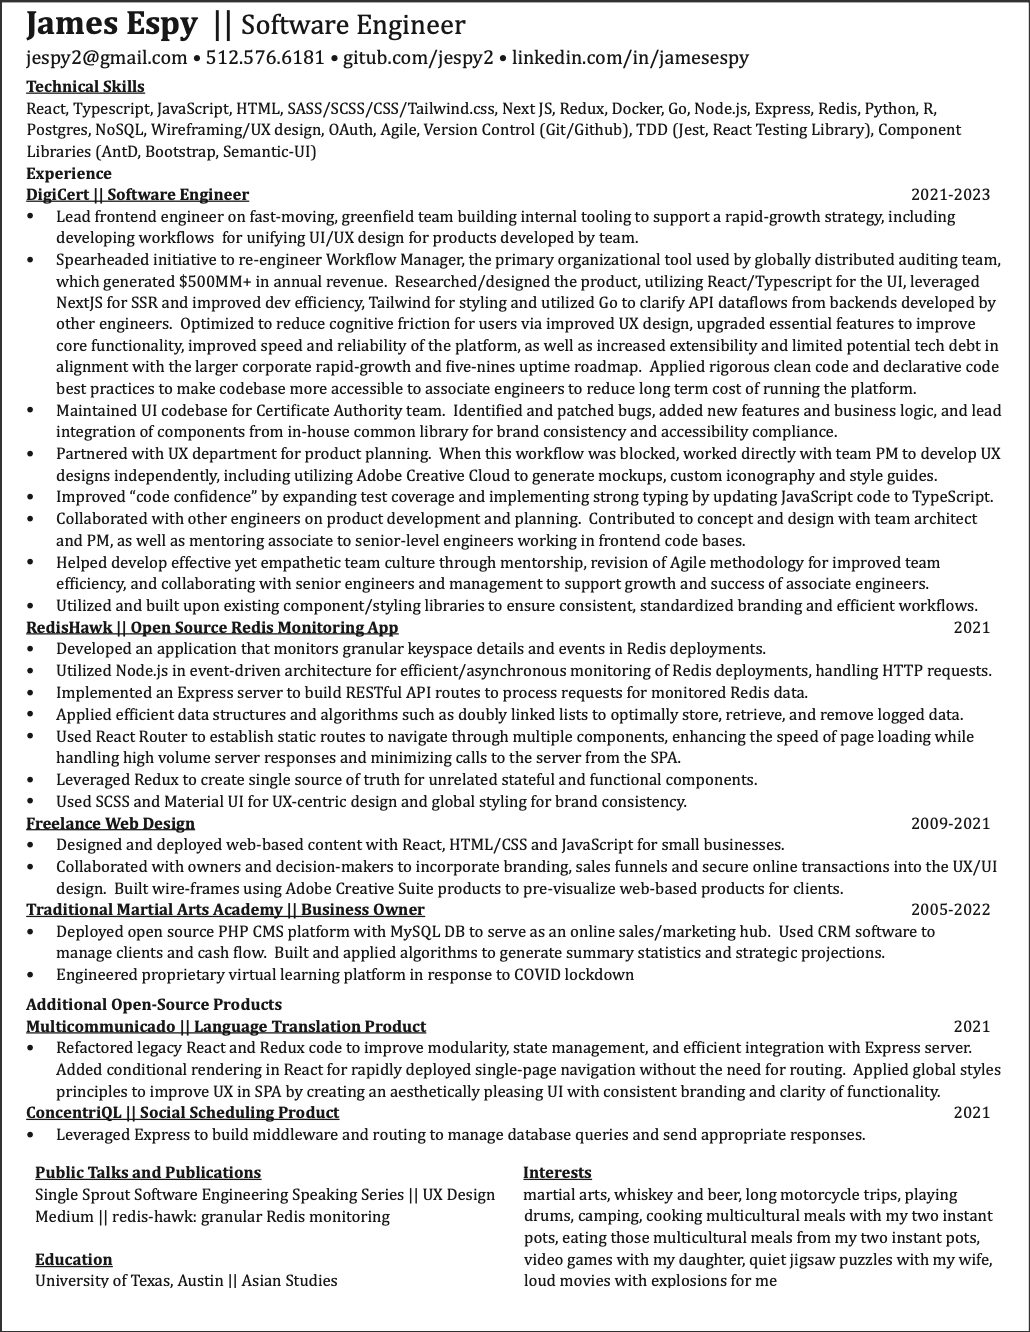 James Espy || Software Engineer
jespy2@gmail.com • 512.576.6181 • gitub.com/jespy2 • linkedin.com/in/jamesespy
Technical Skills
React, Typescript, JavaScript, HTML, SASS/SCSS/CSS/Tailwind.css, Next JS, Redux, Docker, Go, Node.js, Express, Redis, Python, R,
Postgres, NoSQL, Wireframing/UX design, OAuth, Agile, Version Control (Git/Github), TDD (Jest, React Testing Library), Component
Libraries (AntD, Bootstrap, Semantic-UI)
Experience
DigiCert || Software Engineer 2021-2023
• Lead frontend engineer on fast-moving, greenfield team building internal tooling to support a rapid-growth strategy, including
developing workflows for unifying UI/UX design for products developed by team.
• Spearheaded initiative to re-engineer Workflow Manager, the primary organizational tool used by globally distributed auditing team,
which generated $500MM+ in annual revenue. Researched/designed the product, utilizing React/Typescript for the UI, leveraged
NextJS for SSR and improved dev efficiency, Tailwind for styling and utilized Go to clarify API dataflows from backends developed by
other engineers. Optimized to reduce cognitive friction for users via improved UX design, upgraded essential features to improve
core functionality, improved speed and reliability of the platform, as well as increased extensibility and limited potential tech debt in
alignment with the larger corporate rapid-growth and five-nines uptime roadmap. Applied rigorous clean code and declarative code
best practices to make codebase more accessible to associate engineers to reduce long term cost of running the platform.
• Maintained UI codebase for Certificate Authority team. Identified and patched bugs, added new features and business logic, and lead
integration of components from in-house common library for brand consistency and accessibility compliance.
• Partnered with UX department for product planning. When this workflow was blocked, worked directly with team PM to develop UX
designs independently, including utilizing Adobe Creative Cloud to generate mockups, custom iconography and style guides.
• Improved “code confidence” by expanding test coverage and implementing strong typing by updating JavaScript code to TypeScript.
• Collaborated with other engineers on product development and planning. Contributed to concept and design with team architect
and PM, as well as mentoring associate to senior-level engineers working in frontend code bases.
• Helped develop effective yet empathetic team culture through mentorship, revision of Agile methodology for improved team
efficiency, and collaborating with senior engineers and management to support growth and success of associate engineers.
• Utilized and built upon existing component/styling libraries to ensure consistent, standardized branding and efficient workflows.
RedisHawk || Open Source Redis Monitoring App 2021
• Developed an application that monitors granular keyspace details and events in Redis deployments.
• Utilized Node.js in event-driven architecture for efficient/asynchronous monitoring of Redis deployments, handling HTTP requests.
• Implemented an Express server to build RESTful API routes to process requests for monitored Redis data.
• Applied efficient data structures and algorithms such as doubly linked lists to optimally store, retrieve, and remove logged data.
• Used React Router to establish static routes to navigate through multiple components, enhancing the speed of page loading while
handling high volume server responses and minimizing calls to the server from the SPA.
• Leveraged Redux to create single source of truth for unrelated stateful and functional components.
• Used SCSS and Material UI for UX-centric design and global styling for brand consistency.
Freelance Web Design 2009-2021
• Designed and deployed web-based content with React, HTML/CSS and JavaScript for small businesses.
• Collaborated with owners and decision-makers to incorporate branding, sales funnels and secure online transactions into the UX/UI
design. Built wire-frames using Adobe Creative Suite products to pre-visualize web-based products for clients.
Traditional Martial Arts Academy || Business Owner 2005-2022
• Deployed open source PHP CMS platform with MySQL DB to serve as an online sales/marketing hub. Used CRM software to
manage clients and cash flow. Built and applied algorithms to generate summary statistics and strategic projections.
• Engineered proprietary virtual learning platform in response to COVID lockdown
Additional Open-Source Products
Multicommunicado || Language Translation Product 2021
• Refactored legacy React and Redux code to improve modularity, state management, and efficient integration with Express server.
Added conditional rendering in React for rapidly deployed single-page navigation without the need for routing. Applied global styles
principles to improve UX in SPA by creating an aesthetically pleasing UI with consistent branding and clarity of functionality.
ConcentriQL || Social Scheduling Product 2021
• Leveraged Express to build middleware and routing to manage database queries and send appropriate responses.
Public Talks and Publications
Single Sprout Software Engineering Speaking Series || UX Design
Medium || redis-hawk: granular Redis monitoring
Education
University of Texas, Austin || Asian Studies
Interests
martial arts, whiskey and beer, long motorcycle trips, playing
drums, camping, cooking multicultural meals with my two instant
pots, eating those multicultural meals from my two instant pots,
video games with my daughter, quiet jigsaw puzzles with my wife,
loud movies with explosions for me